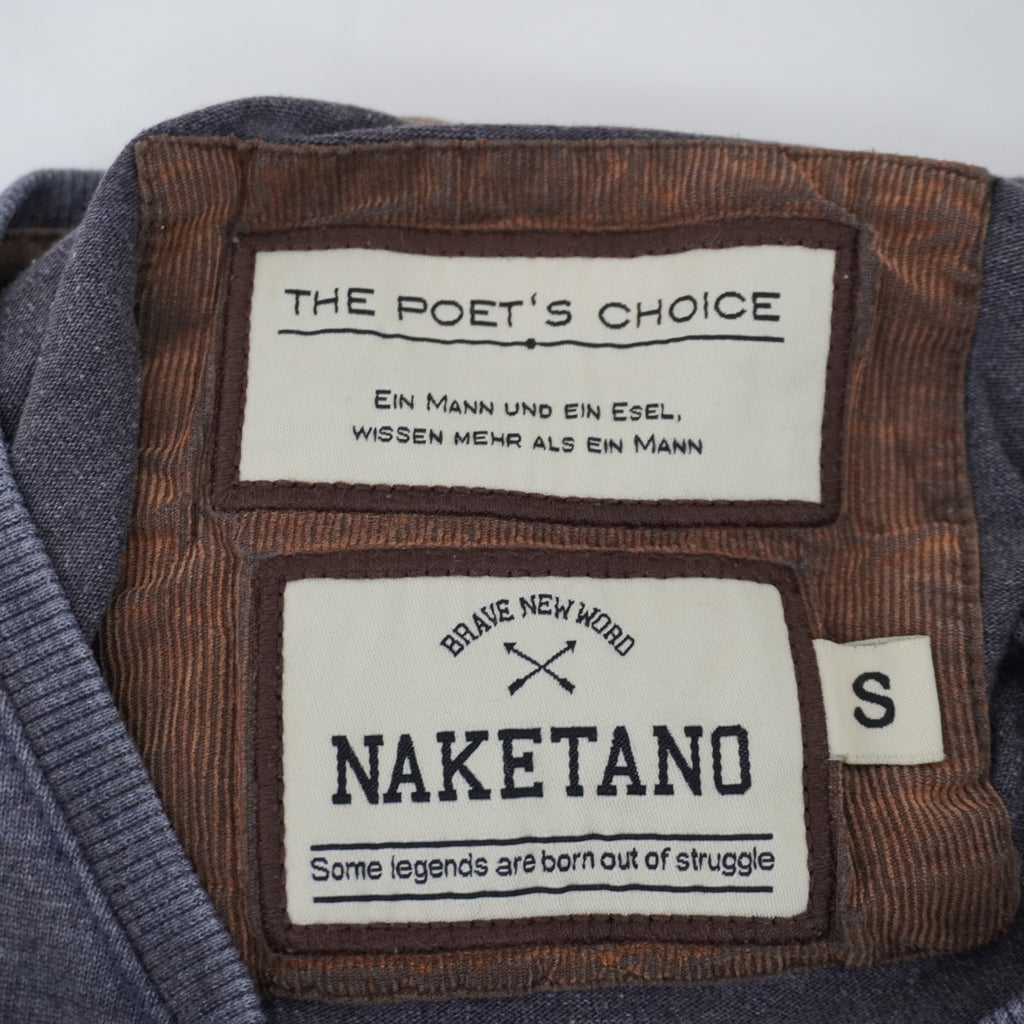 THE POET'S CHOICE
EIN MANN UND EIN ESEL,
WISSEN MEHR ALS EIN MANN
BRAVE NEW WORD
NAKETANO
S
Some legends are born out of struggle